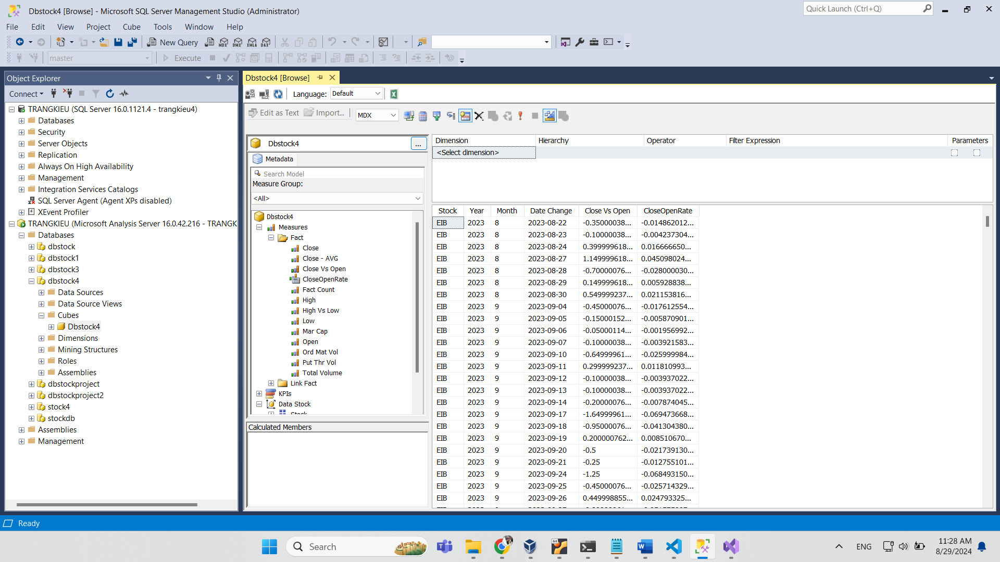 Dbstock4 [Browse] - Microsoft SQL Server Management Studio (Administrator)
Quick Launch (Ctrl+Q)
File Edit View Project Cube Tools Window Help
New Query MDX DMX XMLA DAX
master Execute
Object Explorer
Connect
TRANGKIEU (SQL Server 16.0.1121.4 - trangkieu4)
Databases
Security
Server Objects
Replication
Always On High Availability
Management
Integration Services Catalogs
SQL Server Agent (Agent XPs disabled)
XEvent Profiler
TRANGKIEU (Microsoft Analysis Server 16.0.42.216 - TRANGK
Databases
dbstock
dbstock1
dbstock3
dbstock4
Data Sources
Data Source Views
Cubes
Dbstock4
Dimensions
Mining Structures
Roles
Assemblies
dbstockproject
dbstockproject2
stock4
stockdb
Assemblies
Management
Dbstock4 [Browse]
Language: Default
Edit as Text Import... MDX
Dbstock4 ...
Metadata
Search Model
Measure Group:
<All>
Dbstock4
Measures
Fact
Close
Close - AVG
Close Vs Open
CloseOpenRate
Fact Count
High
High Vs Low
Low
Mar Cap
Open
Ord Mat Vol
Put Thr Vol
Total Volume
Link Fact
KPIs
Data Stock
Stock
Calculated Members
Dimension Hierarchy Operator Filter Expression Parameters
<Select dimension>
Stock Year Month Date Change Close Vs Open CloseOpenRate
EIB 2023 8 2023-08-22 -0.35000038... -0.014862012...
EIB 2023 8 2023-08-23 -0.10000038... -0.004237304...
EIB 2023 8 2023-08-24 0.399999618... 0.016666650...
EIB 2023 8 2023-08-27 1.149999618... 0.045098024...
EIB 2023 8 2023-08-28 -0.70000076... -0.028000030...
EIB 2023 8 2023-08-29 0.149999618... 0.005928838...
EIB 2023 8 2023-08-30 0.549999237... 0.021153816...
EIB 2023 9 2023-09-04 -0.45000076... -0.017612554...
EIB 2023 9 2023-09-05 -0.15000152... -0.005870901...
EIB 2023 9 2023-09-06 -0.05000114... -0.001956992...
EIB 2023 9 2023-09-07 -0.10000038... -0.003921583...
EIB 2023 9 2023-09-10 -0.64999961... -0.025999984...
EIB 2023 9 2023-09-11 0.299999237... 0.011810993...
EIB 2023 9 2023-09-12 -0.10000038... -0.003937022...
EIB 2023 9 2023-09-13 -0.10000038... -0.003937022...
EIB 2023 9 2023-09-14 -0.20000076... -0.007874045...
EIB 2023 9 2023-09-17 -1.64999961... -0.069473668...
EIB 2023 9 2023-09-18 -0.95000076... -0.041304380...
EIB 2023 9 2023-09-19 0.200000762... 0.008510670...
EIB 2023 9 2023-09-20 -0.5 -0.021739130...
EIB 2023 9 2023-09-21 -0.25 -0.012755101...
EIB 2023 9 2023-09-24 -1.25 -0.068493150...
EIB 2023 9 2023-09-25 -0.45000076... -0.025714329...
EIB 2023 9 2023-09-26 0.449998855... 0.024793325...
Ready
Search
ENG
11:28 AM
8/29/2024